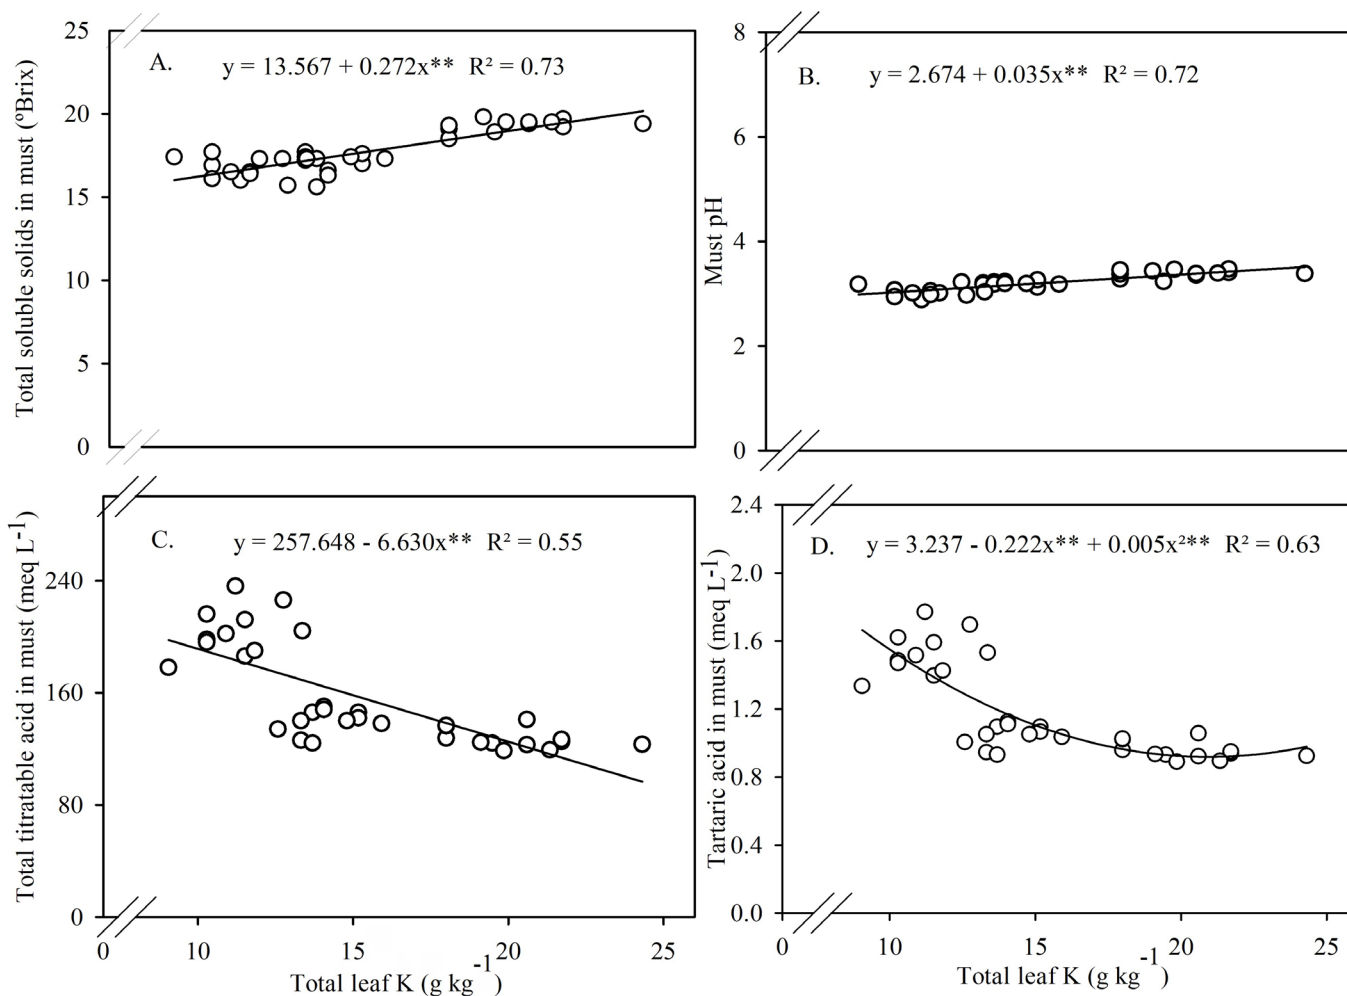 A. y = 13.567 + 0.272x** R² = 0.73
Total soluble solids in must (ºBrix)
25
20
15
10
5
0
B. y = 2.674 + 0.035x** R² = 0.72
Must pH
8
6
4
2
0
C. y = 257.648 - 6.630x** R² = 0.55
Total titratable acid in must (meq L-1)
240
160
80
0
0 10 15 20 25
Total leaf K (g kg-1)
D. y = 3.237 - 0.222x** + 0.005x²** R² = 0.63
Tartaric acid in must (meq L-1)
2.4
2.0
1.6
1.2
0.8
0.4
0.0
0 10 15 20 25
Total leaf K (g kg-1)